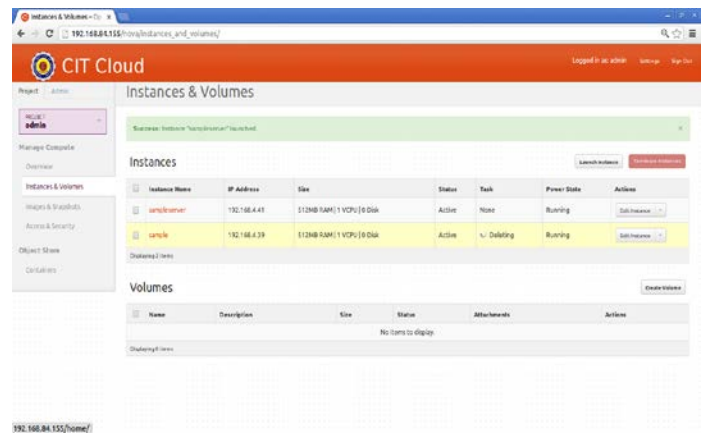 Instances & Volumes – Op
192.168.84.155/nova/instances_and_volumes/
CIT Cloud
Logged in as: admin Settings Sign Out
Project Admin
PROJECT
admin
Manage Compute
Overview
Instances & Volumes
Images & Snapshots
Access & Security
Object Store
Containers
Instances & Volumes
Success: Instance "sampleserver" launched.
Instances
Launch Instance Terminate Instances
Instance Name IP Address Size Status Task Power State Actions
sampleserver 192.168.4.41 512MB RAM | 1 VCPU | 0 Disk Active None Running Edit Instance
sample 192.168.4.39 512MB RAM | 1 VCPU | 0 Disk Active Deleting Running Edit Instance
Displaying 2 items
Volumes
Create Volume
Name Description Size Status Attachments Actions
No items to display.
Displaying 0 items
192.168.84.155/home/